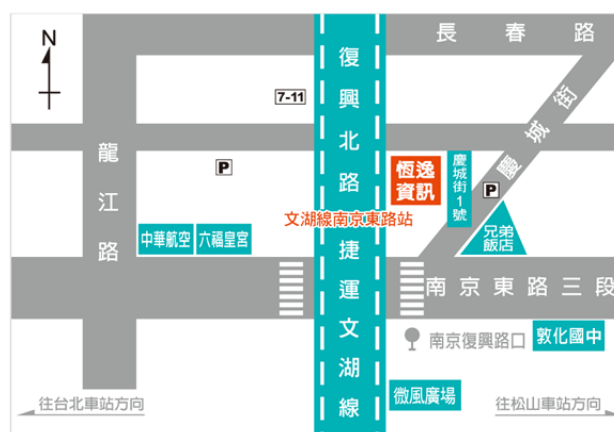 長春路
N
復興北路
7-11
慶城街
龍江路
P
恆逸
資訊
慶城街1號
P
文湖線南京東路站
兄弟
飯店
中華航空
六福皇宮
捷運文湖線
南京東路三段
南京復興路口
敦化國中
微風廣場
往台北車站方向
往松山車站方向